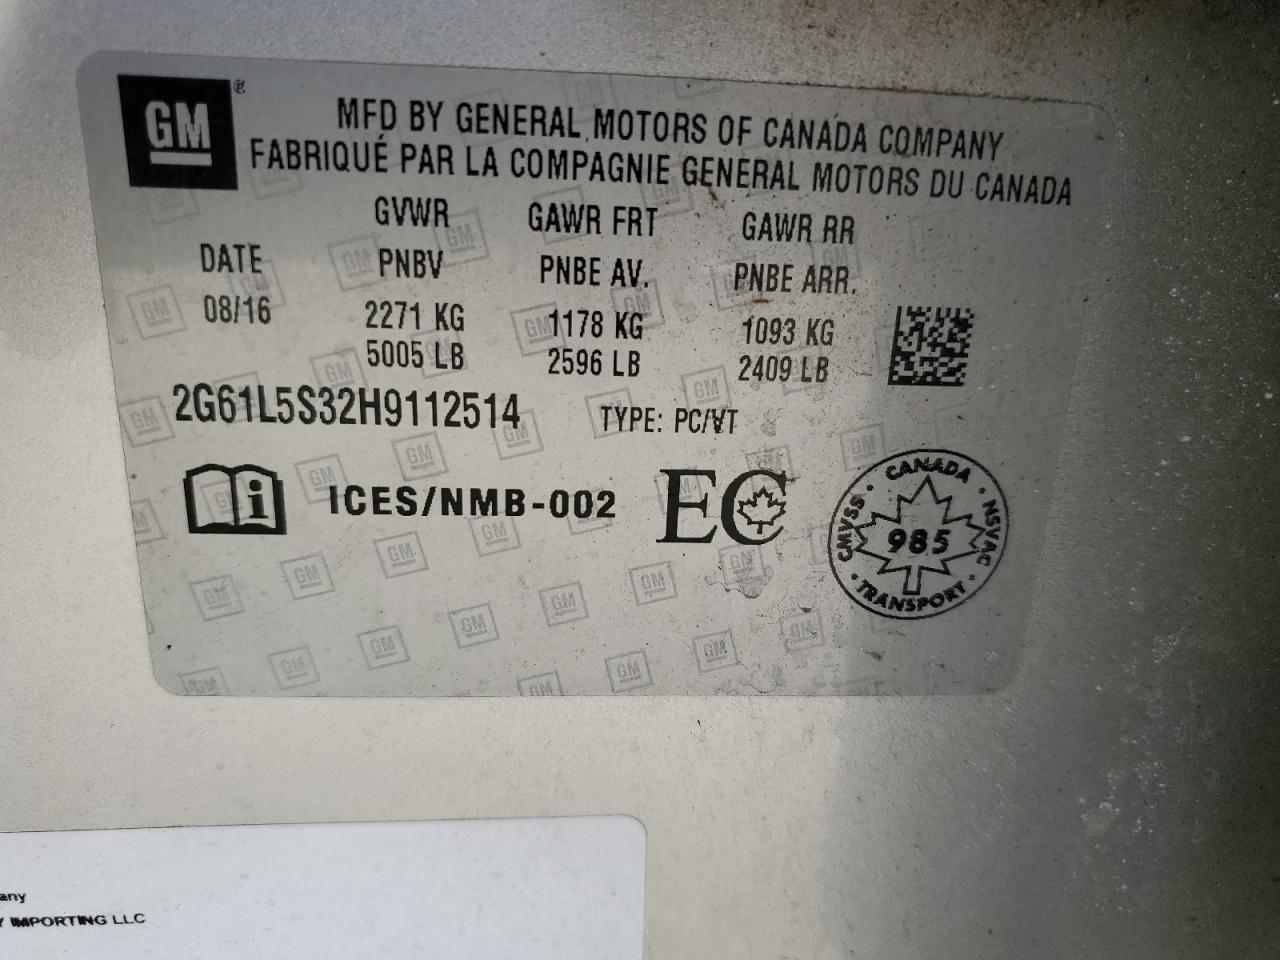 GM ®
MFD BY GENERAL MOTORS OF CANADA COMPANY
FABRIQUÉ PAR LA COMPAGNIE GENERAL MOTORS DU CANADA
GVWR GAWR FRT GAWR RR
DATE PNBV PNBE AV. PNBE ARR.
08/16 2271 KG 1178 KG 1093 KG
5005 LB 2596 LB 2409 LB
2G61L5S32H9112514 TYPE: PC/VT
i ICES/NMB-002 EC
CANADA
CMVSS 985 NSVAC
TRANSPORT
any
Y IMPORTING LLC